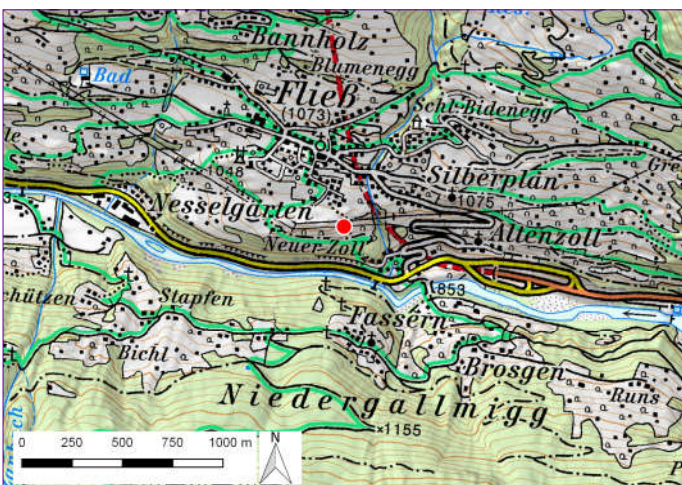 Bannholz
Blumenegg
Bad
Fließ
(1073)
Schl. Bidenegg
1048
Silberplan
1075
Nesselgärten
Neuer-Zoll
Altenzoll
853
Stapfen
Fassern
Bichl
Brosgen
Runs
Niedergallmigg
×1155
0 250 500 750 1000 m
N